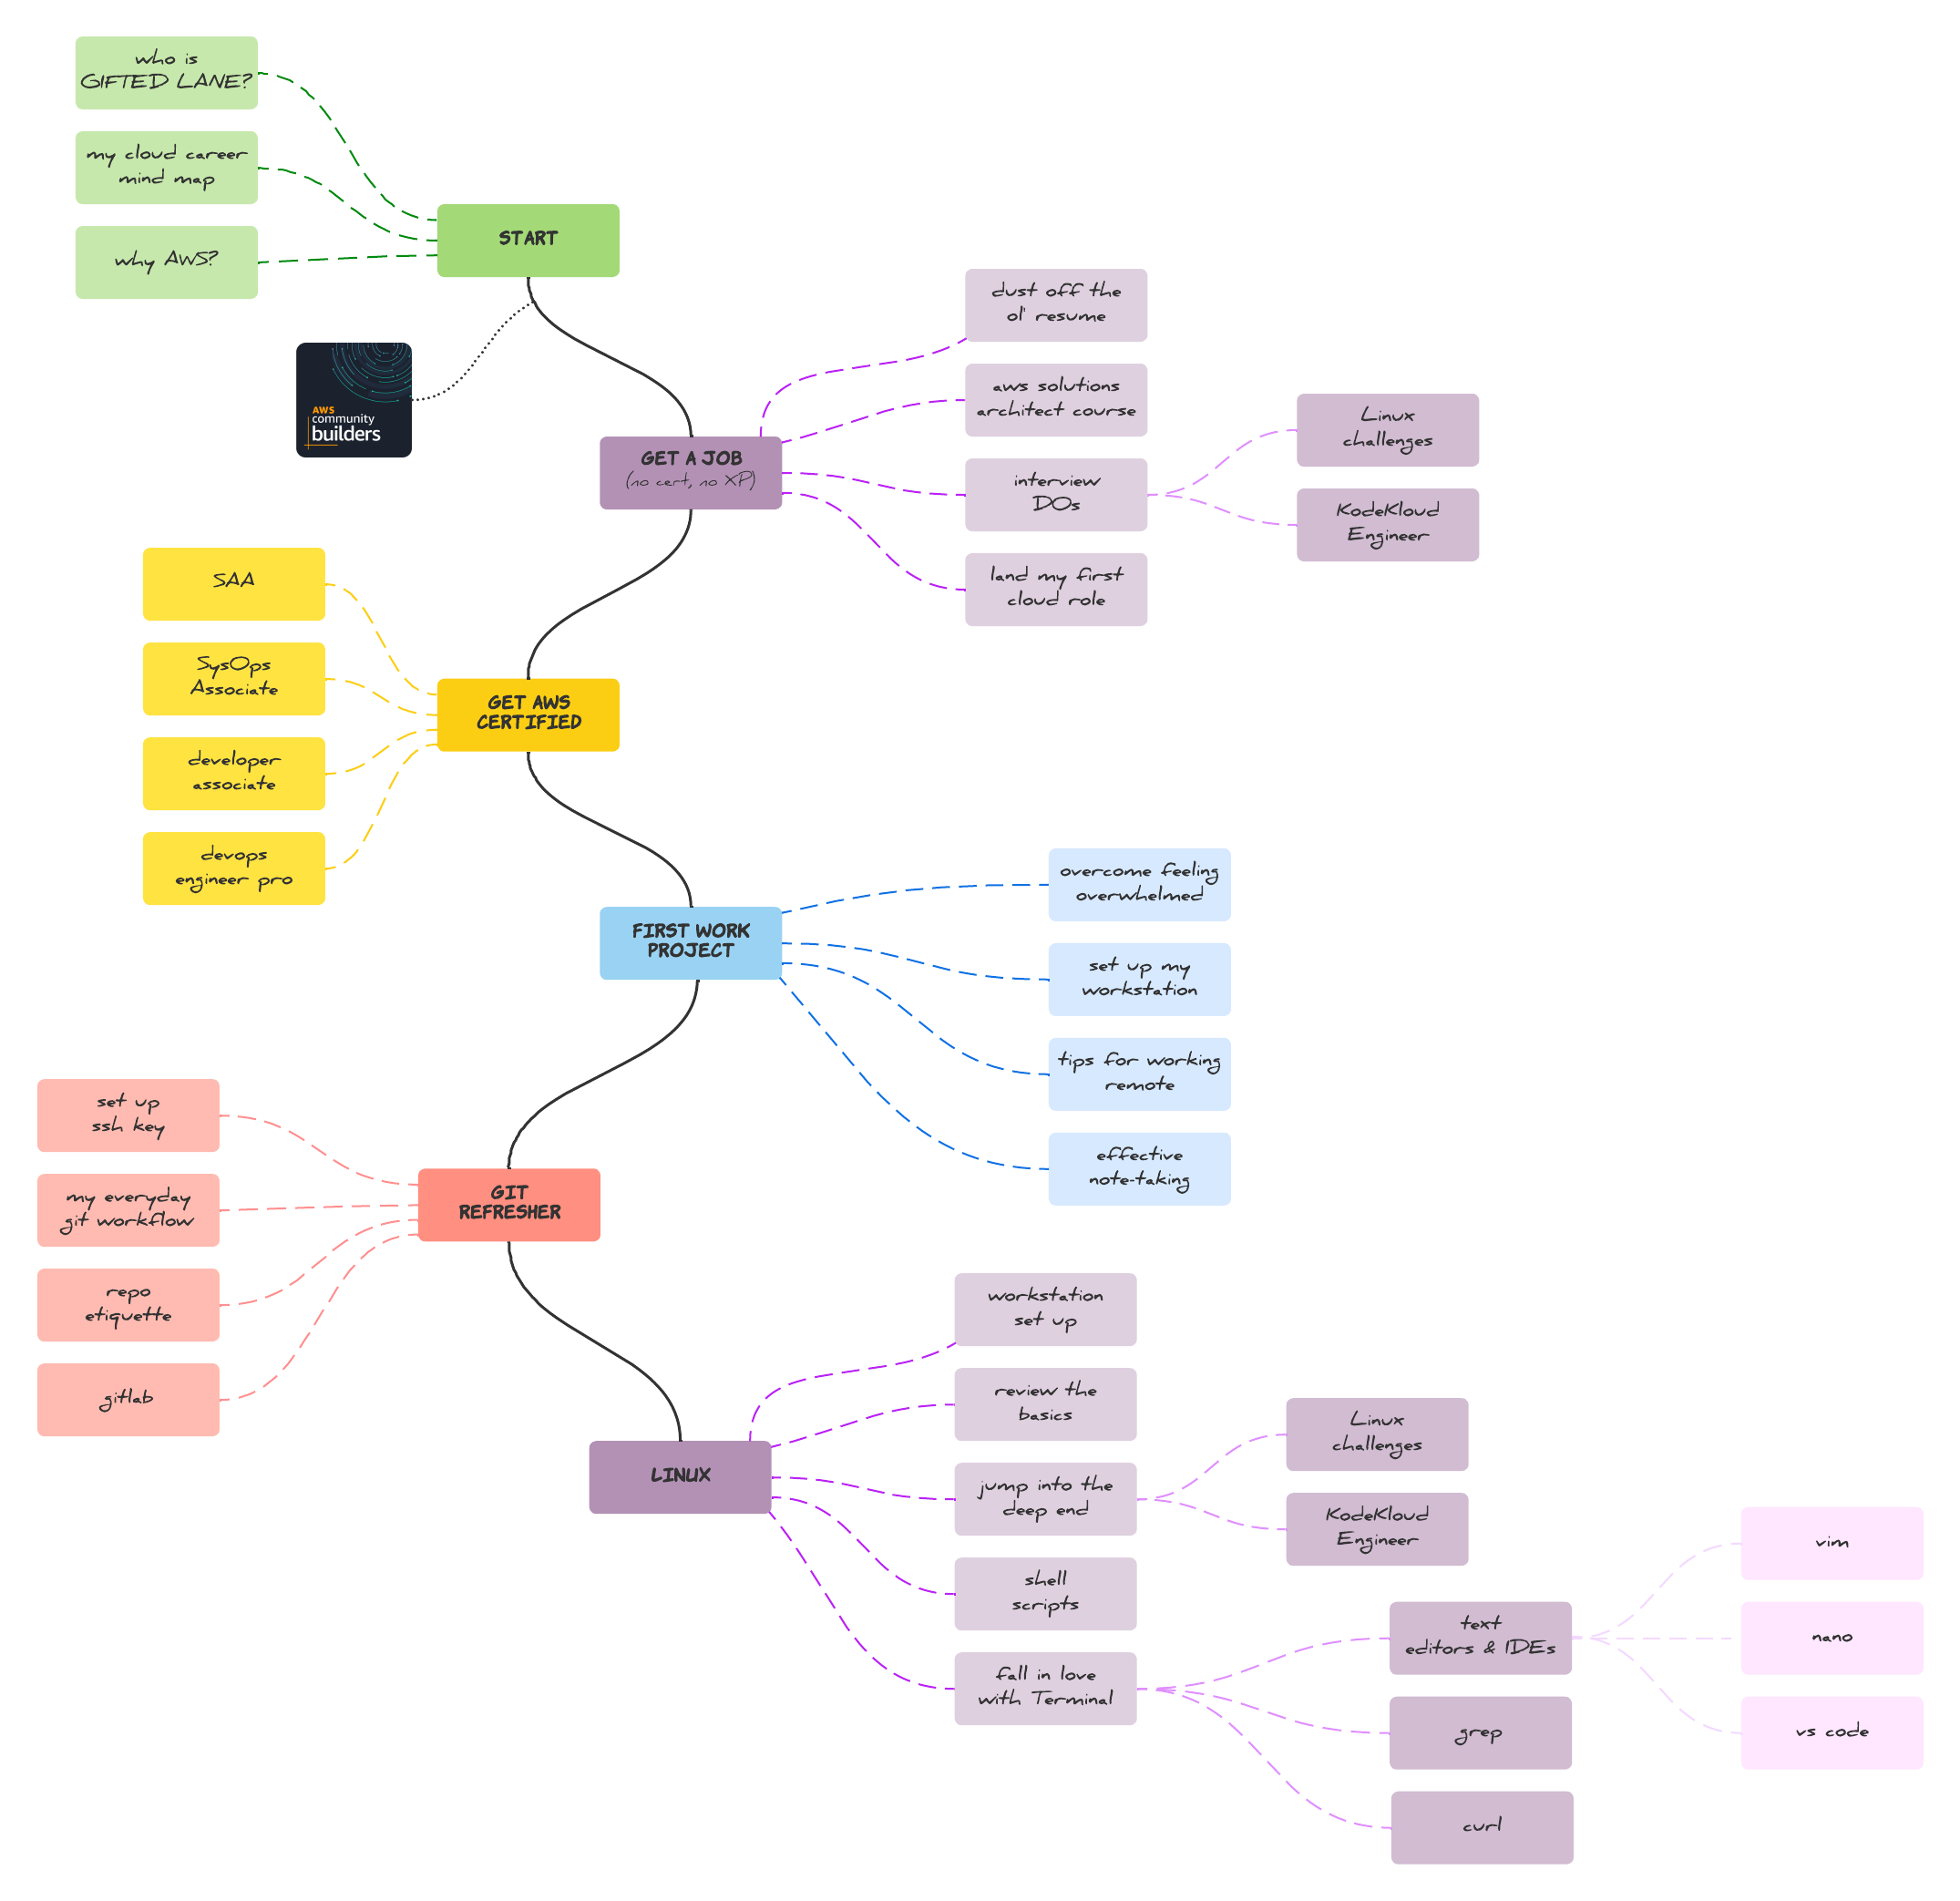 who is
GIFTED LANE?
my cloud career
mind map
why AWS?
START
AWS
community
builders
dust off the
ol' resume
aws solutions
architect course
interview
DOs
land my first
cloud role
Linux
challenges
KodeKloud
Engineer
GET A JOB
(no cert, no XP)
SAA
SysOps
Associate
developer
associate
devops
engineer pro
GET AWS
CERTIFIED
FIRST WORK
PROJECT
overcome feeling
overwhelmed
set up my
workstation
tips for working
remote
effective
note-taking
set up
ssh key
my everyday
git workflow
repo
etiquette
gitlab
GIT
REFRESHER
LINUX
workstation
set up
review the
basics
jump into the
deep end
shell
scripts
fall in love
with Terminal
Linux
challenges
KodeKloud
Engineer
text
editors & IDEs
grep
curl
vim
nano
vs code